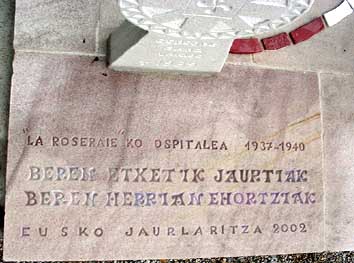 "LA ROSERAIE"KO OSPITALEA 1937-1940
BEREN ETXETIK JAURTIAK
BEREN HERRIAN EHORTZIAK
EUSKO JAURLARITZA 2002